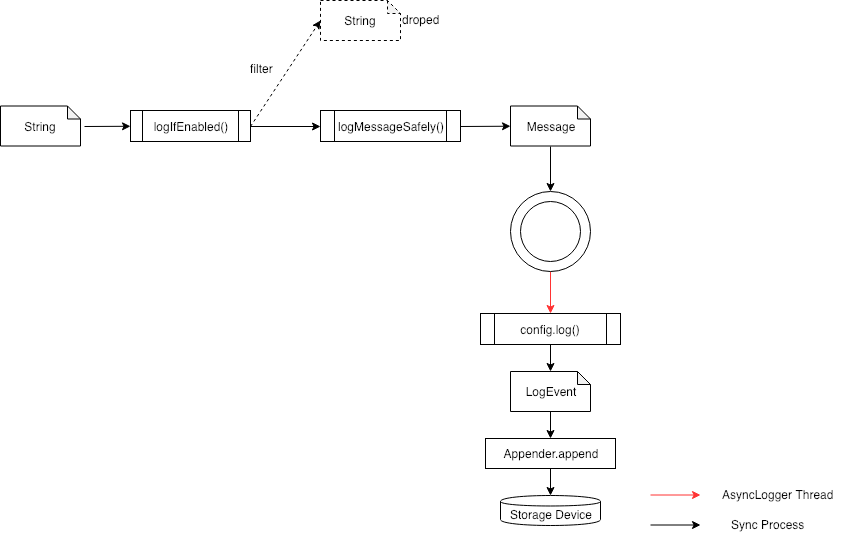 String
droped
filter
String
logIfEnabled()
logMessageSafely()
Message
config.log()
LogEvent
Appender.append
Storage Device
AsyncLogger Thread
Sync Process